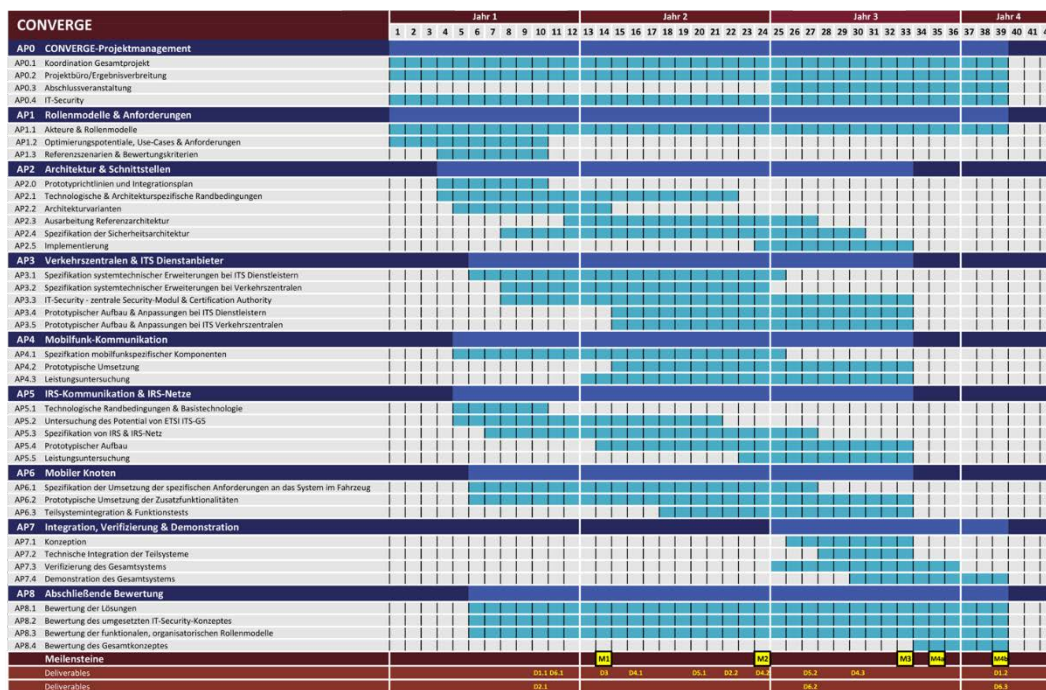 CONVERGE
Jahr 1 Jahr 2 Jahr 3 Jahr 4
1 2 3 4 5 6 7 8 9 10 11 12 13 14 15 16 17 18 19 20 21 22 23 24 25 26 27 28 29 30 31 32 33 34 35 36 37 38 39 40 41
AP0 CONVERGE-Projektmanagement
AP0.1 Koordination Gesamtprojekt
AP0.2 Projektbüro/Ergebnisverbreitung
AP0.3 Abschlussveranstaltung
AP0.4 IT-Security
AP1 Rollenmodelle & Anforderungen
AP1.1 Akteure & Rollenmodelle
AP1.2 Optimierungspotentiale, Use-Cases & Anforderungen
AP1.3 Referenzszenarien & Bewertungskriterien
AP2 Architektur & Schnittstellen
AP2.0 Prototyprichtlinien und Integrationsplan
AP2.1 Technologische & Architekturspezifische Randbedingungen
AP2.2 Architekturvarianten
AP2.3 Ausarbeitung Referenzarchitektur
AP2.4 Spezifikation der Sicherheitsarchitektur
AP2.5 Implementierung
AP3 Verkehrszentralen & ITS Dienstanbieter
AP3.1 Spezifikation systemtechnischer Erweiterungen bei ITS Dienstleistern
AP3.2 Spezifikation systemtechnischer Erweiterungen bei Verkehrszentralen
AP3.3 IT-Security - zentrale Security-Modul & Certification Authority
AP3.4 Prototypischer Aufbau & Anpassungen bei ITS Dienstleistern
AP3.5 Prototypischer Aufbau & Anpassungen bei ITS Verkehrszentralen
AP4 Mobilfunk-Kommunikation
AP4.1 Spezifkation mobilfunkspezifischer Komponenten
AP4.2 Prototypische Umsetzung
AP4.3 Leistungsuntersuchung
AP5 IRS-Kommunikation & IRS-Netze
AP5.1 Technologische Randbedingungen & Basistechnologie
AP5.2 Untersuchung des Potential von ETSI ITS-G5
AP5.3 Spezifikation von IRS & IRS-Netz
AP5.4 Prototypischer Aufbau
AP5.5 Leistungsuntersuchung
AP6 Mobiler Knoten
AP6.1 Spezifikation der Umsetzung der spezifischen Anforderungen an das System im Fahrzeug
AP6.2 Prototypische Umsetzung der Zusatzfunktionalitäten
AP6.3 Teilsystemintegration & Funktionstests
AP7 Integration, Verifizierung & Demonstration
AP7.1 Konzeption
AP7.2 Technische Integration der Teilsysteme
AP7.3 Verifizierung des Gesamtsystems
AP7.4 Demonstration des Gesamtsystems
AP8 Abschließende Bewertung
AP8.1 Bewertung der Lösungen
AP8.2 Bewertung des umgesetzten IT-Security-Konzeptes
AP8.3 Bewertung der funktionalen, organisatorischen Rollenmodelle
AP8.4 Bewertung des Gesamtkonzeptes
Meilensteine M1 M2 M3 M4a M4b
Deliverables D1.1 D6.1 D3 D4.1 D5.1 D2.2 D4.2 D5.2 D4.3 D1.2
Deliverables D2.1 D6.2 D6.3